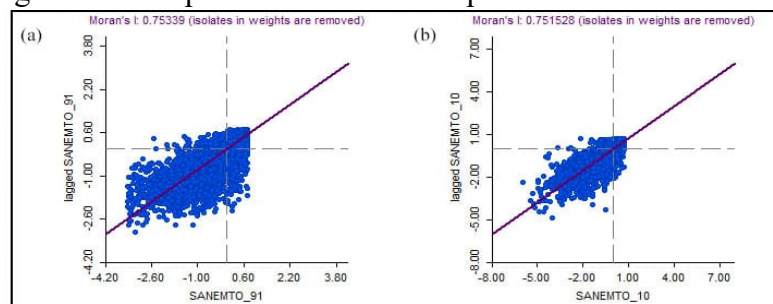 Moran's I: 0.75339 (isolates in weights are removed)
(a)
lagged SANEMTO_91
3.80
2.20
0.60
-1.00
-2.60
-4.20
-4.20 -2.60 -1.00 0.60 2.20 3.80
SANEMTO_91
Moran's I: 0.751528 (isolates in weights are removed)
(b)
lagged SANEMTO_10
7.00
4.00
1.00
-2.00
-5.00
-8.00
-8.00 -5.00 -2.00 1.00 4.00 7.00
SANEMTO_10